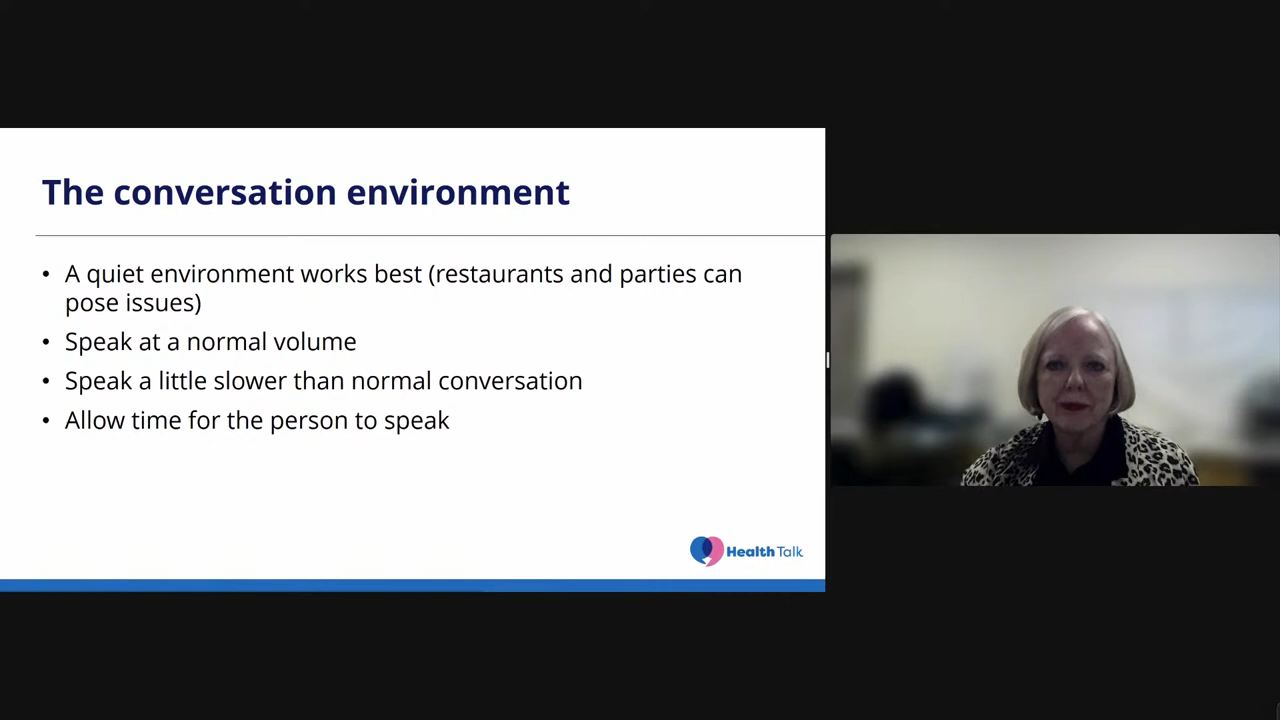 The conversation environment
• A quiet environment works best (restaurants and parties can
pose issues)
• Speak at a normal volume
• Speak a little slower than normal conversation
• Allow time for the person to speak
Health Talk